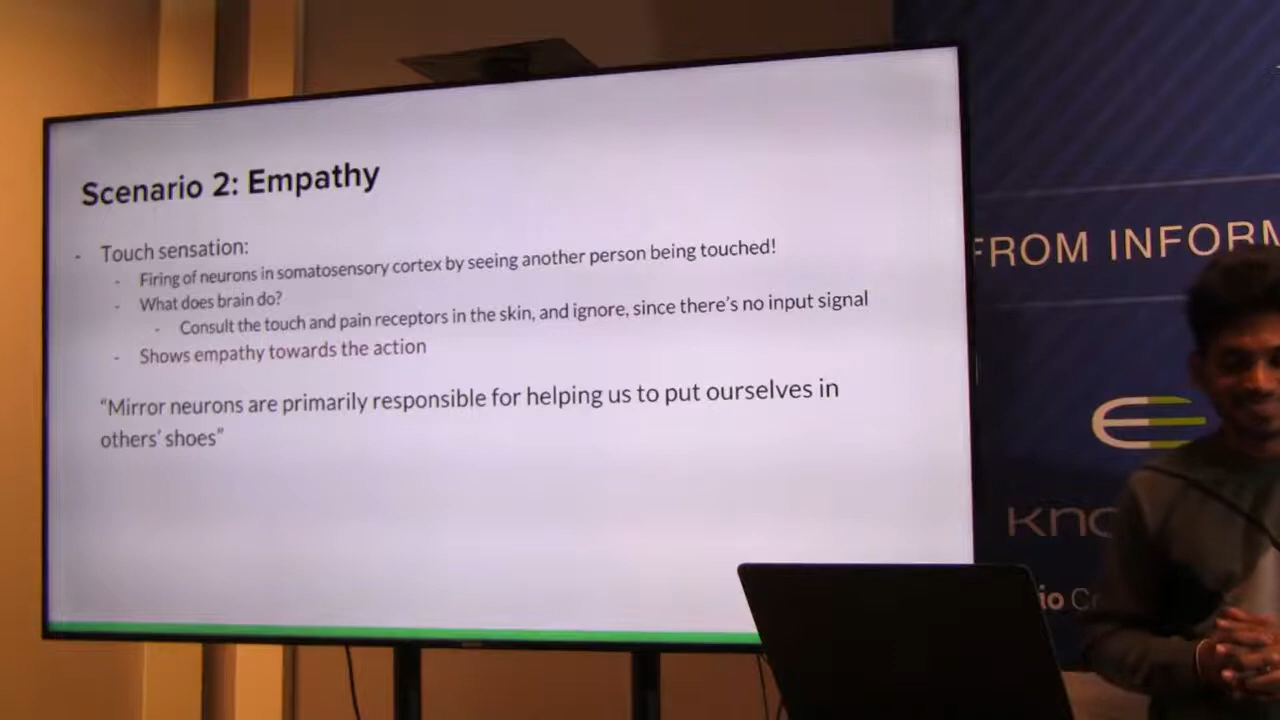 Scenario 2: Empathy
- Touch sensation:
- Firing of neurons in somatosensory cortex by seeing another person being touched!
- What does brain do?
- Consult the touch and pain receptors in the skin, and ignore, since there's no input signal
- Shows empathy towards the action
“Mirror neurons are primarily responsible for helping us to put ourselves in
others' shoes”
FROM INFORM
kno
io